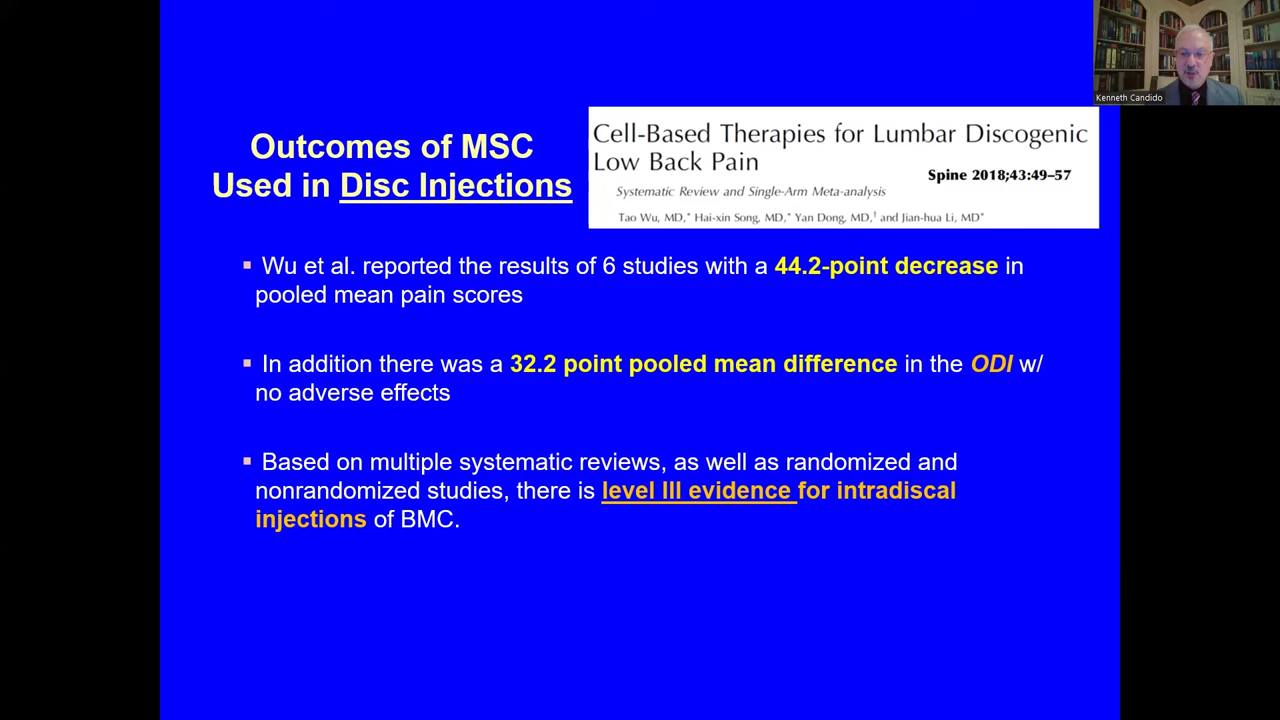 Kenneth Candido
Outcomes of MSC
Used in Disc Injections
Cell-Based Therapies for Lumbar Discogenic
Low Back Pain
Spine 2018;43:49–57
Systematic Review and Single-Arm Meta-analysis
Tao Wu, MD,* Hai-xin Song, MD,* Yan Dong, MD,† and Jian-hua Li, MD*
▪ Wu et al. reported the results of 6 studies with a 44.2-point decrease in
pooled mean pain scores
▪ In addition there was a 32.2 point pooled mean difference in the ODI w/
no adverse effects
▪ Based on multiple systematic reviews, as well as randomized and
nonrandomized studies, there is level III evidence for intradiscal
injections of BMC.